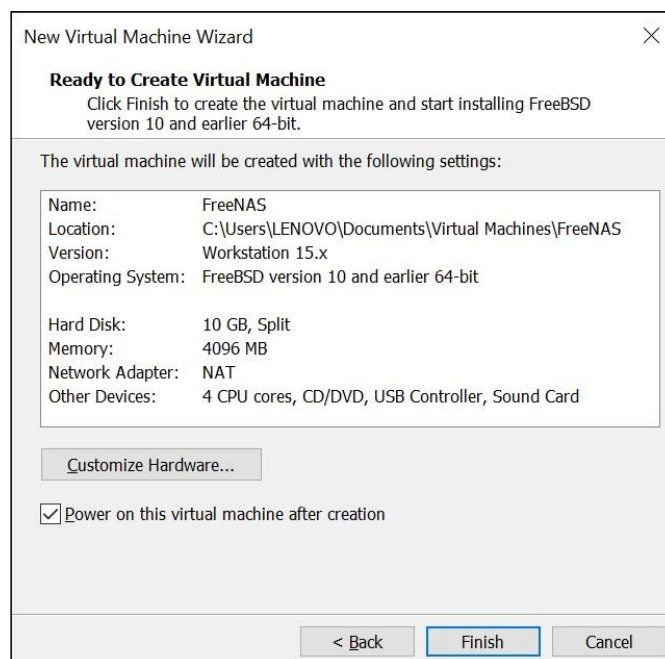 New Virtual Machine Wizard
Ready to Create Virtual Machine
Click Finish to create the virtual machine and start installing FreeBSD
version 10 and earlier 64-bit.
The virtual machine will be created with the following settings:
Name: FreeNAS
Location: C:\Users\LENOVO\Documents\Virtual Machines\FreeNAS
Version: Workstation 15.x
Operating System: FreeBSD version 10 and earlier 64-bit
Hard Disk: 10 GB, Split
Memory: 4096 MB
Network Adapter: NAT
Other Devices: 4 CPU cores, CD/DVD, USB Controller, Sound Card
Customize Hardware...
Power on this virtual machine after creation
< Back Finish Cancel